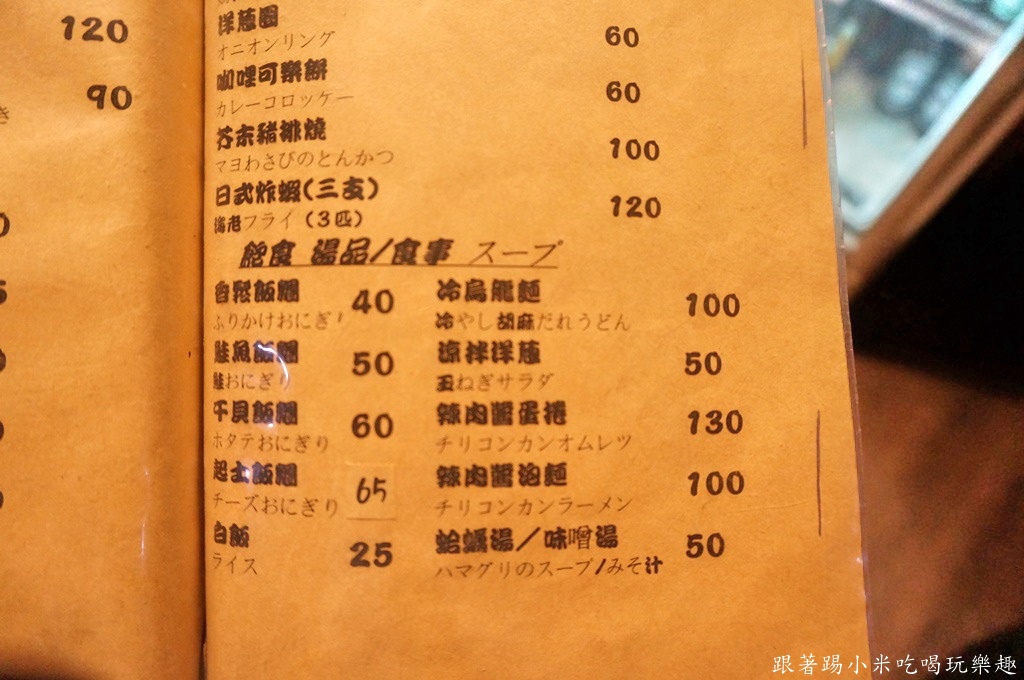 120
90
き
洋蔥圈
オニオンリング
60
咖哩可樂餅
カレーコロッケー
60
芥末豬排燒
マヨわさびのとんかつ
100
日式炸蝦(三支)
海老フライ(3匹)
120
飽食 湯品/食事 スープ
香鬆飯糰
ふりかけおにぎり
40
鮭魚飯糰
鮭おにぎり
50
干貝飯糰
ホタテおにぎり
60
起士飯糰
チーズおにぎり
65
白飯
ライス
25
冷烏龍麵
冷やし胡麻だれうどん
100
涼拌洋蔥
玉ねぎサラダ
50
辣肉醬蛋捲
チリコンカンオムレツ
130
辣肉醬泡麵
チリコンカンラーメン
100
蛤蠣湯/味噌湯
ハマグリのスープ/みそ汁
50
跟著踢小米吃喝玩樂趣